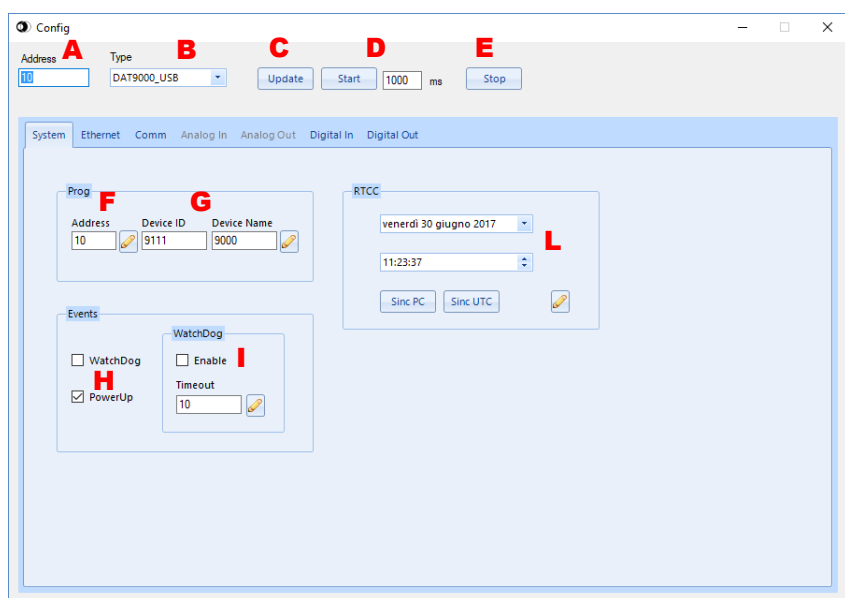 Config
A B C D E
Address Type
10 DAT9000_USB Update Start 1000 ms Stop
System Ethernet Comm Analog In Analog Out Digital In Digital Out
Prog
F G
Address Device ID Device Name
10 9111 9000
RTCC
venerdì 30 giugno 2017
L
11:23:37
Sinc PC Sinc UTC
Events
WatchDog
WatchDog
Enable I
H
PowerUp
Timeout
10